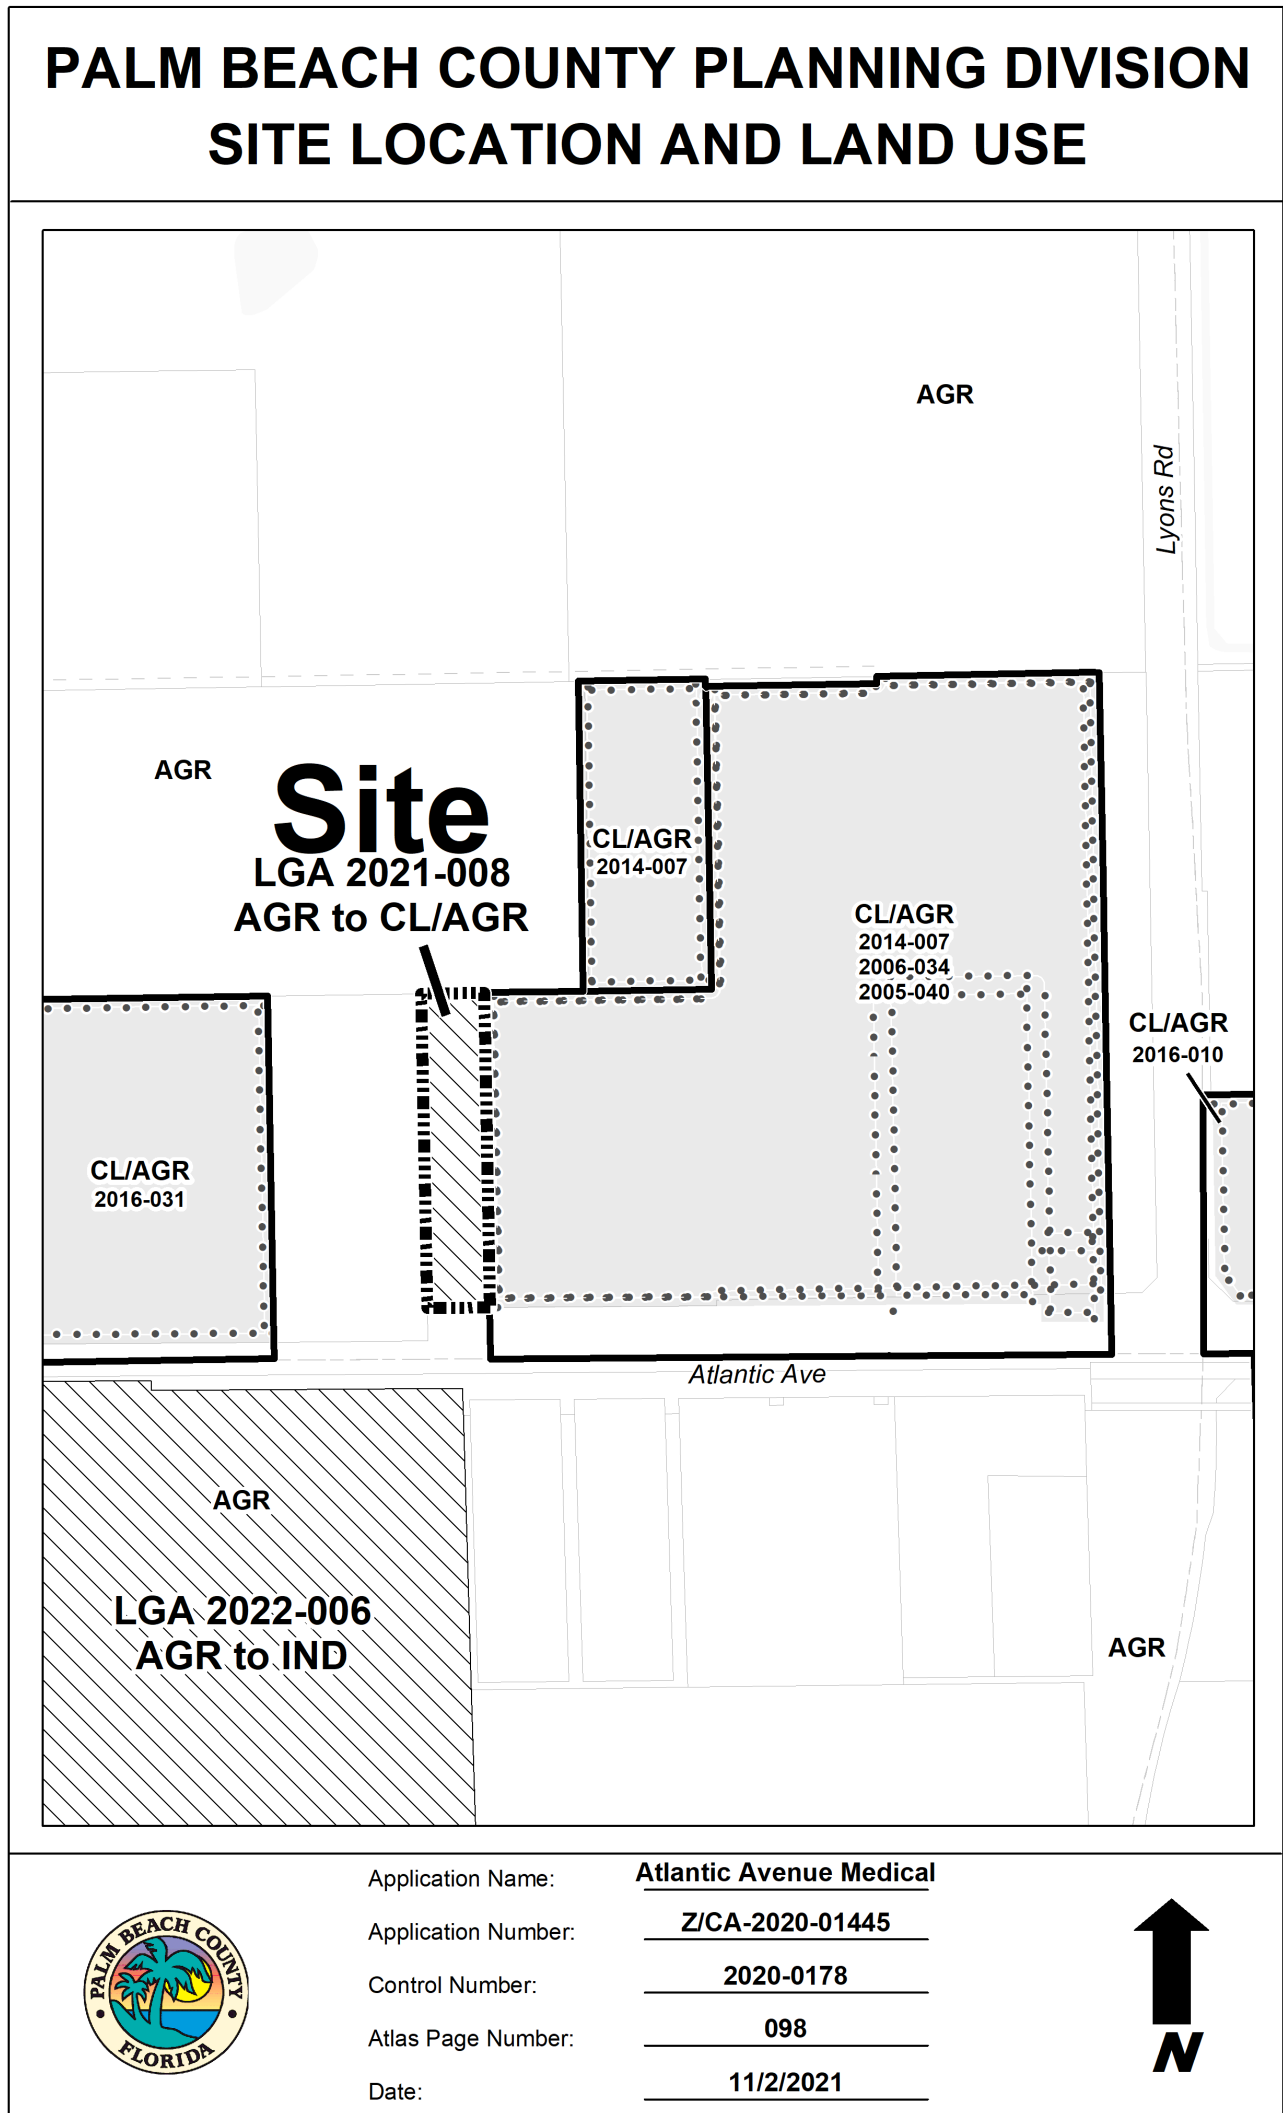 PALM BEACH COUNTY PLANNING DIVISION
SITE LOCATION AND LAND USE
AGR
Lyons Rd
AGR
Site
LGA 2021-008
AGR to CL/AGR
CL/AGR
2014-007
CL/AGR
2014-007
2006-034
2005-040
CL/AGR
2016-010
CL/AGR
2016-031
Atlantic Ave
AGR
LGA 2022-006
AGR to IND
AGR
Application Name: Atlantic Avenue Medical
Application Number: Z/CA-2020-01445
Control Number: 2020-0178
Atlas Page Number: 098
Date: 11/2/2021
PALM BEACH COUNTY
FLORIDA
N